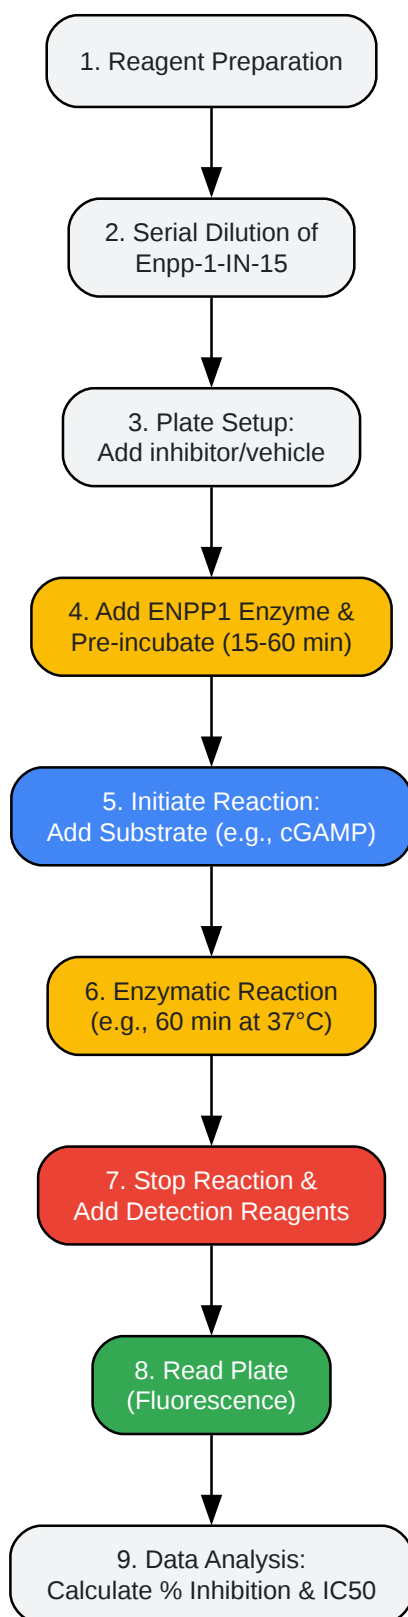 1. Reagent Preparation
2. Serial Dilution of
Enpp-1-IN-15
3. Plate Setup:
Add inhibitor/vehicle
4. Add ENPP1 Enzyme &
Pre-incubate (15-60 min)
5. Initiate Reaction:
Add Substrate (e.g., cGAMP)
6. Enzymatic Reaction
(e.g., 60 min at 37°C)
7. Stop Reaction &
Add Detection Reagents
8. Read Plate
(Fluorescence)
9. Data Analysis:
Calculate % Inhibition & IC50